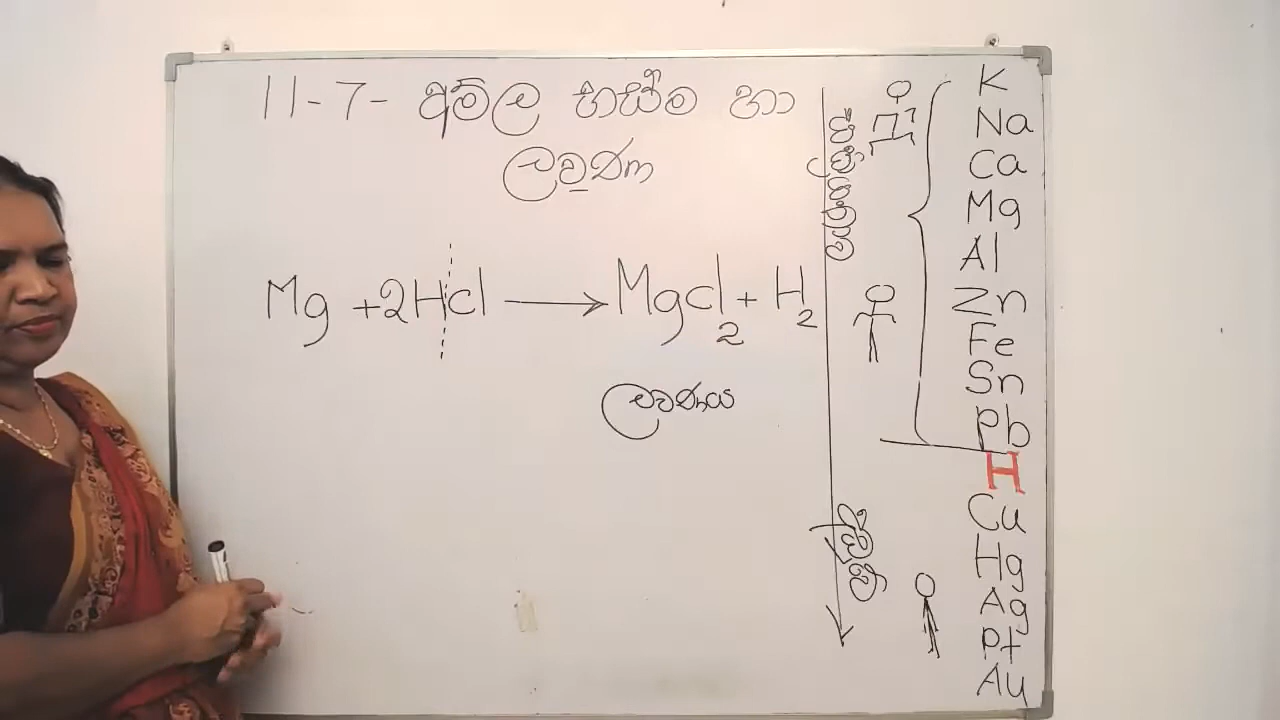 11-7- අම්ල භස්ම හා
ලවණ
Mg +2Hcl → Mgcl₂ + H₂
ලවණය
K
Na
Ca
Mg
Al
Zn
Fe
Sn
Pb
H
Cu
Hg
Ag
Pt
Au